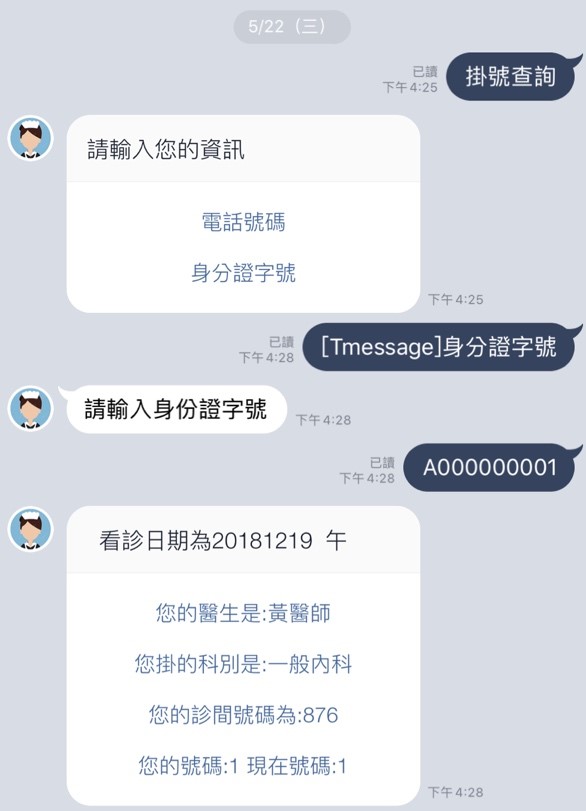 5/22（三）
已讀
下午4:25
掛號查詢
請輸入您的資訊
電話號碼
身分證字號
下午4:25
已讀
下午4:28
[Tmessage]身分證字號
請輸入身份證字號
下午4:28
已讀
下午4:28
A000000001
看診日期為20181219 午
您的醫生是:黃醫師
您掛的科別是:一般內科
您的診間號碼為:876
您的號碼:1 現在號碼:1
下午4:28